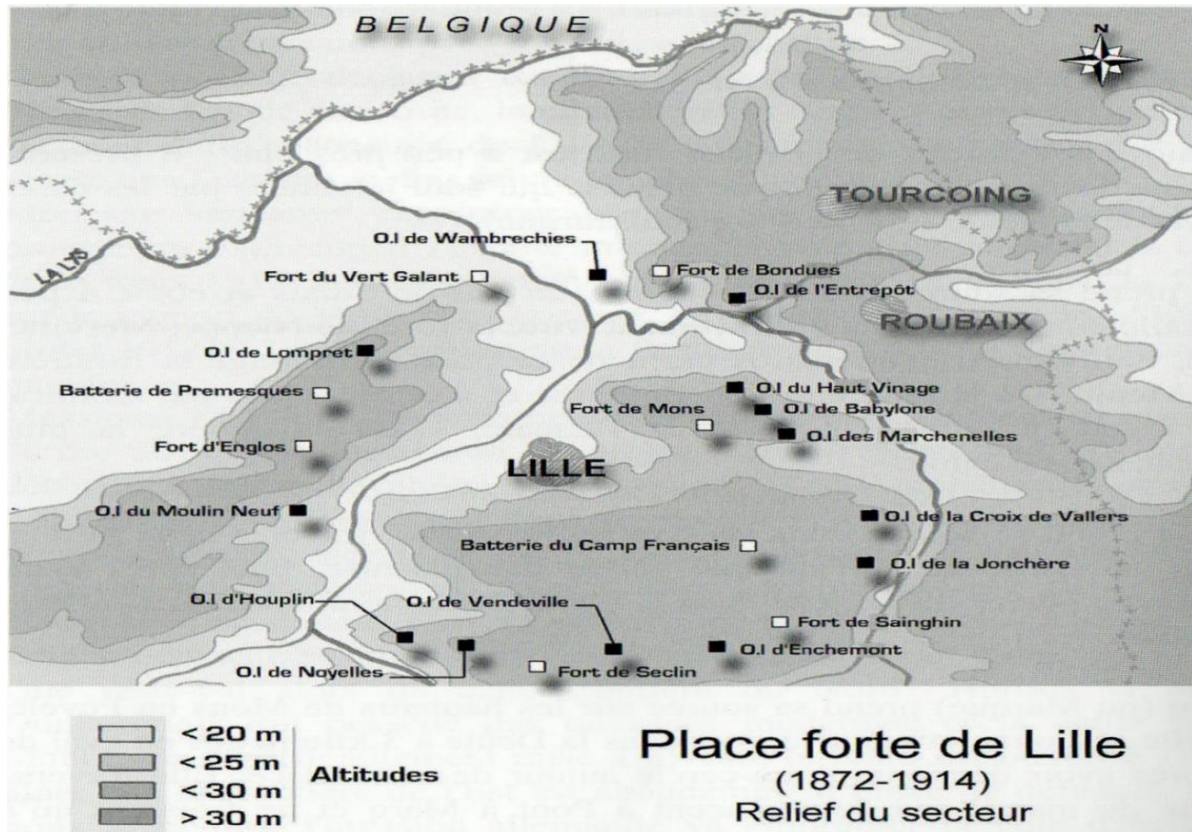 BELGIQUE
N
TOURCOING
O.I de Wambrechies
LA LYS
Fort du Vert Galant
Fort de Bondues
O.I de l'Entrepôt
ROUBAIX
O.I de Lompret
Batterie de Premesques
O.I du Haut Vinage
Fort de Mons
O.I de Babylone
Fort d'Englos
O.I des Marchenelles
LILLE
O.I du Moulin Neuf
O.I de la Croix de Vallers
Batterie du Camp Français
O.I de la Jonchère
O.I d'Houplin
O.I de Vendeville
Fort de Sainghin
O.I d'Enchemont
O.I de Noyelles
Fort de Seclin
< 20 m
< 25 m
< 30 m
> 30 m
Altitudes
Place forte de Lille
(1872-1914)
Relief du secteur